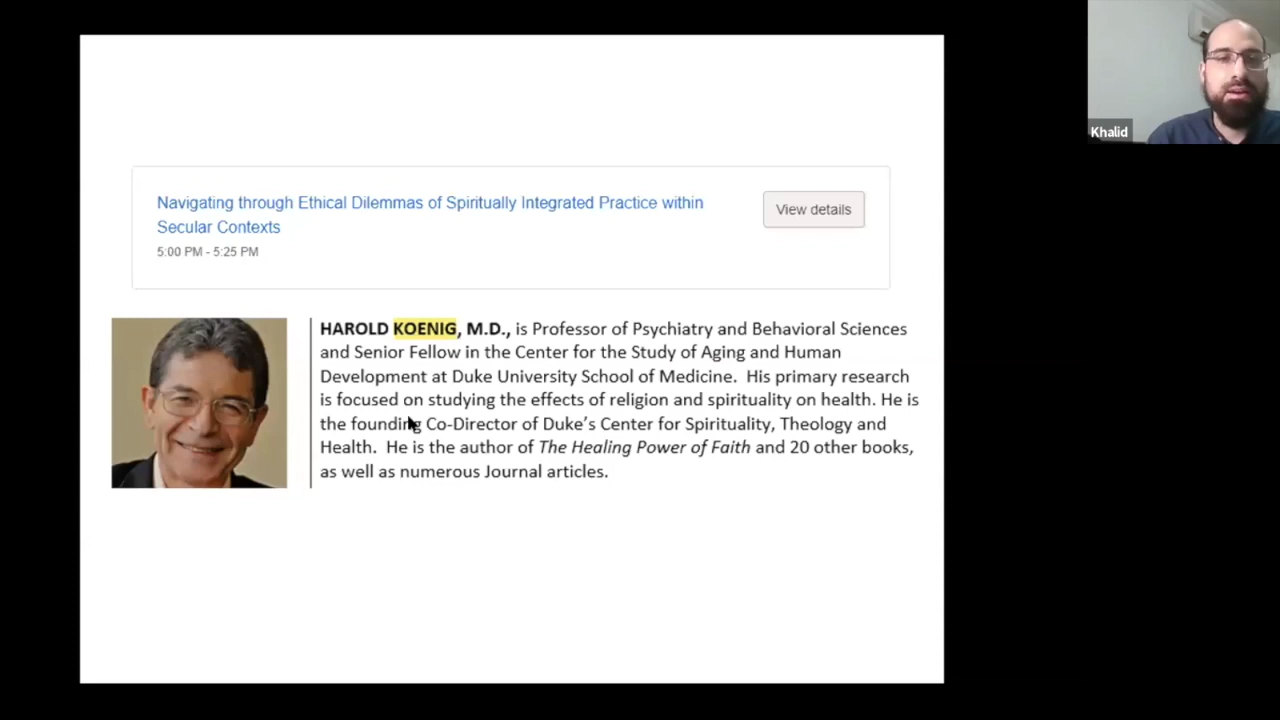 Khalid
Navigating through Ethical Dilemmas of Spiritually Integrated Practice within
Secular Contexts
5:00 PM - 5:25 PM
View details
HAROLD KOENIG, M.D., is Professor of Psychiatry and Behavioral Sciences
and Senior Fellow in the Center for the Study of Aging and Human
Development at Duke University School of Medicine.  His primary research
is focused on studying the effects of religion and spirituality on health. He is
the founding Co-Director of Duke’s Center for Spirituality, Theology and
Health.  He is the author of The Healing Power of Faith and 20 other books,
as well as numerous Journal articles.